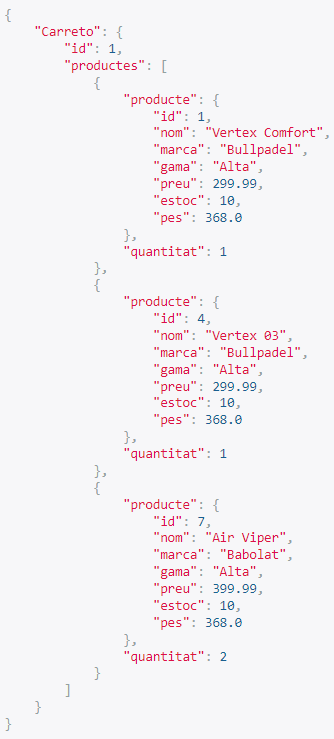 {
"Carreto": {
"id": 1,
"productes": [
{
"producte": {
"id": 1,
"nom": "Vertex Comfort",
"marca": "Bullpadel",
"gama": "Alta",
"preu": 299.99,
"estoc": 10,
"pes": 368.0
},
"quantitat": 1
},
{
"producte": {
"id": 4,
"nom": "Vertex 03",
"marca": "Bullpadel",
"gama": "Alta",
"preu": 299.99,
"estoc": 10,
"pes": 368.0
},
"quantitat": 1
},
{
"producte": {
"id": 7,
"nom": "Air Viper",
"marca": "Babolat",
"gama": "Alta",
"preu": 399.99,
"estoc": 10,
"pes": 368.0
},
"quantitat": 2
}
]
}
}